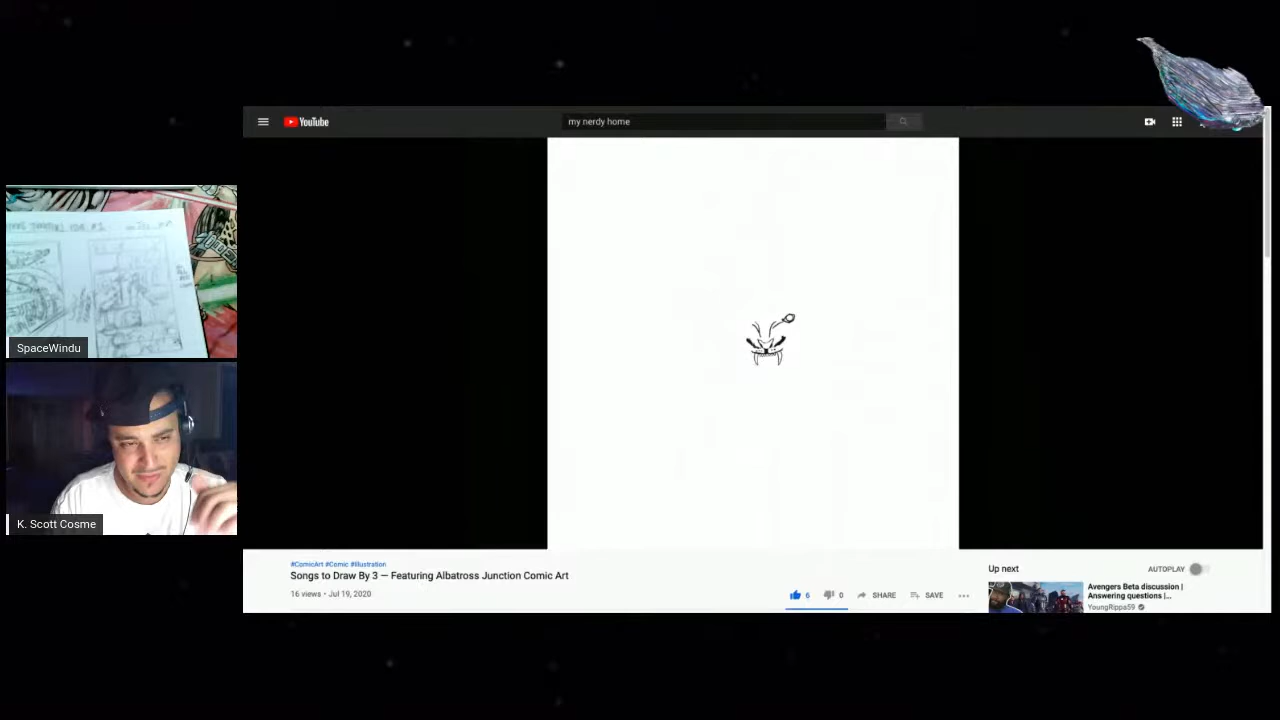 YouTube
my nerdy home
SpaceWindu
K. Scott Cosme
#ComicArt #Comic #Illustration
Songs to Draw By 3 — Featuring Albatross Junction Comic Art
16 views • Jul 19, 2020
6
0
SHARE
SAVE
Up next
AUTOPLAY
Avengers Beta discussion |
Answering questions |...
YoungRippa59